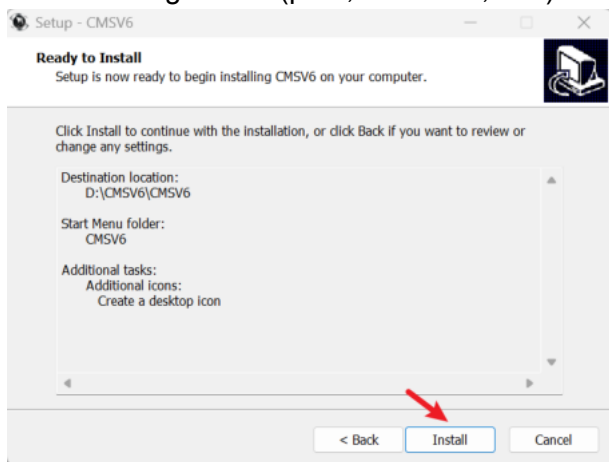 Setup - CMSV6
Ready to Install
Setup is now ready to begin installing CMSV6 on your computer.
Click Install to continue with the installation, or click Back if you want to review or
change any settings.
Destination location:
D:\CMSV6\CMSV6
Start Menu folder:
CMSV6
Additional tasks:
Additional icons:
Create a desktop icon
< Back
Install
Cancel